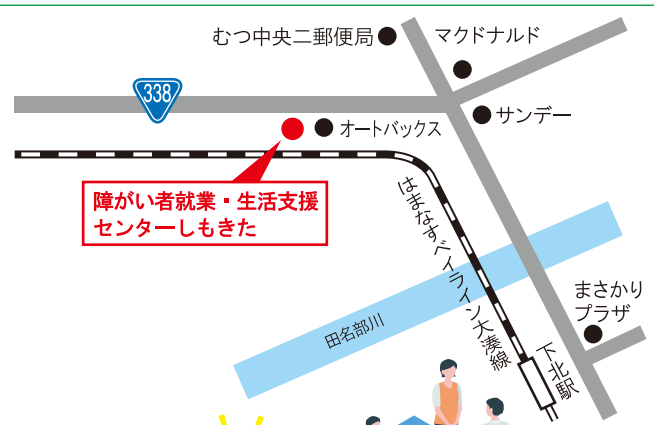 むつ中央二郵便局
マクドナルド
338
サンデー
オートバックス
障がい者就業・生活支援
センターしもきた
はまなすベイライン大湊線
田名部川
まさかり
プラザ
下北駅